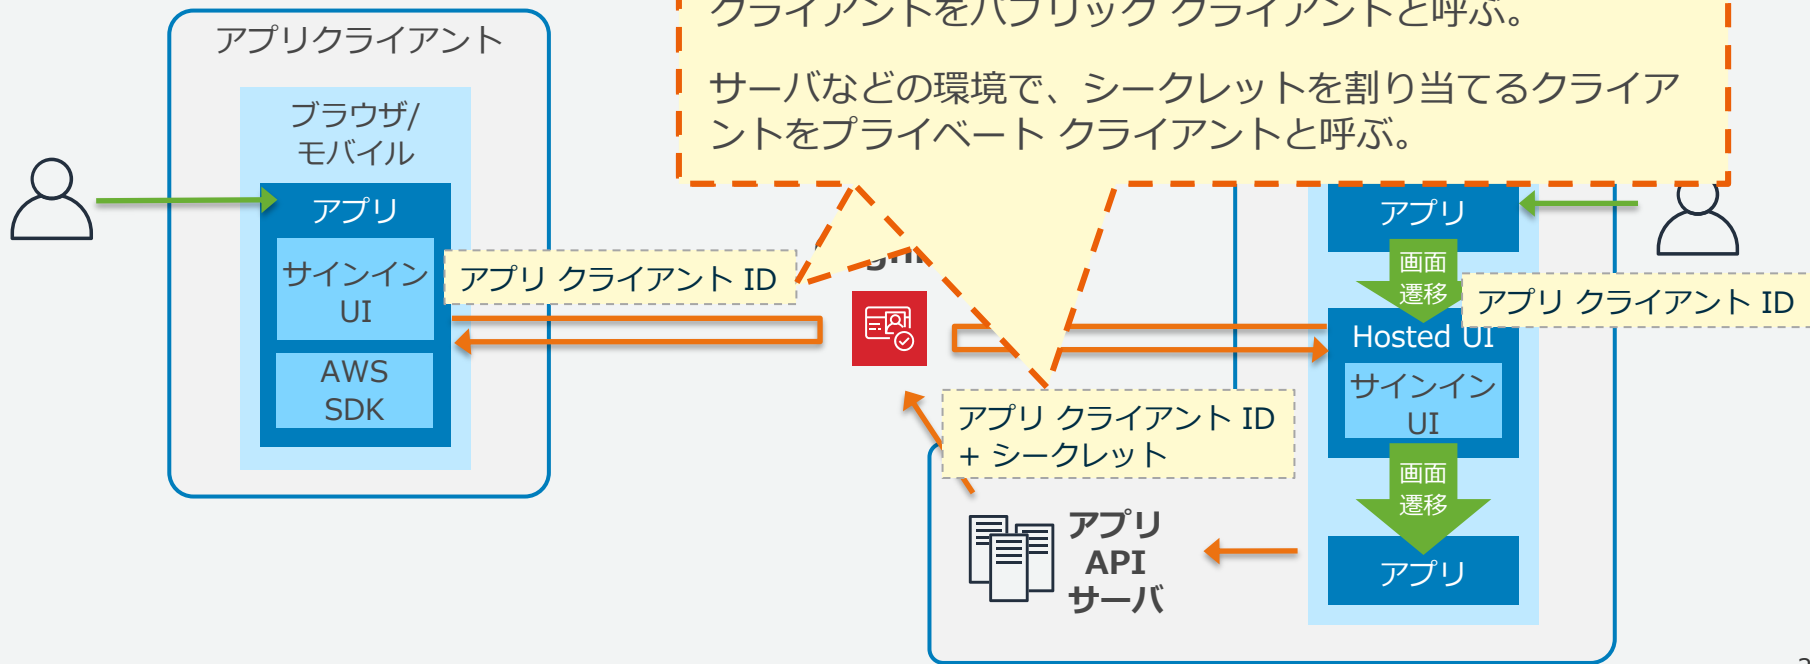 クライアントをパブリック クライアントと呼ぶ。
サーバなどの環境で、シークレットを割り当てるクライア
ントをプライベート クライアントと呼ぶ。
アプリクライアント
ブラウザ/
モバイル
アプリ
サインイン
UI
AWS
SDK
アプリ クライアント ID
アプリ クライアント ID
+ シークレット
アプリ
API
サーバ
アプリ
画面
遷移
アプリ クライアント ID
Hosted UI
サインイン
UI
画面
遷移
アプリ